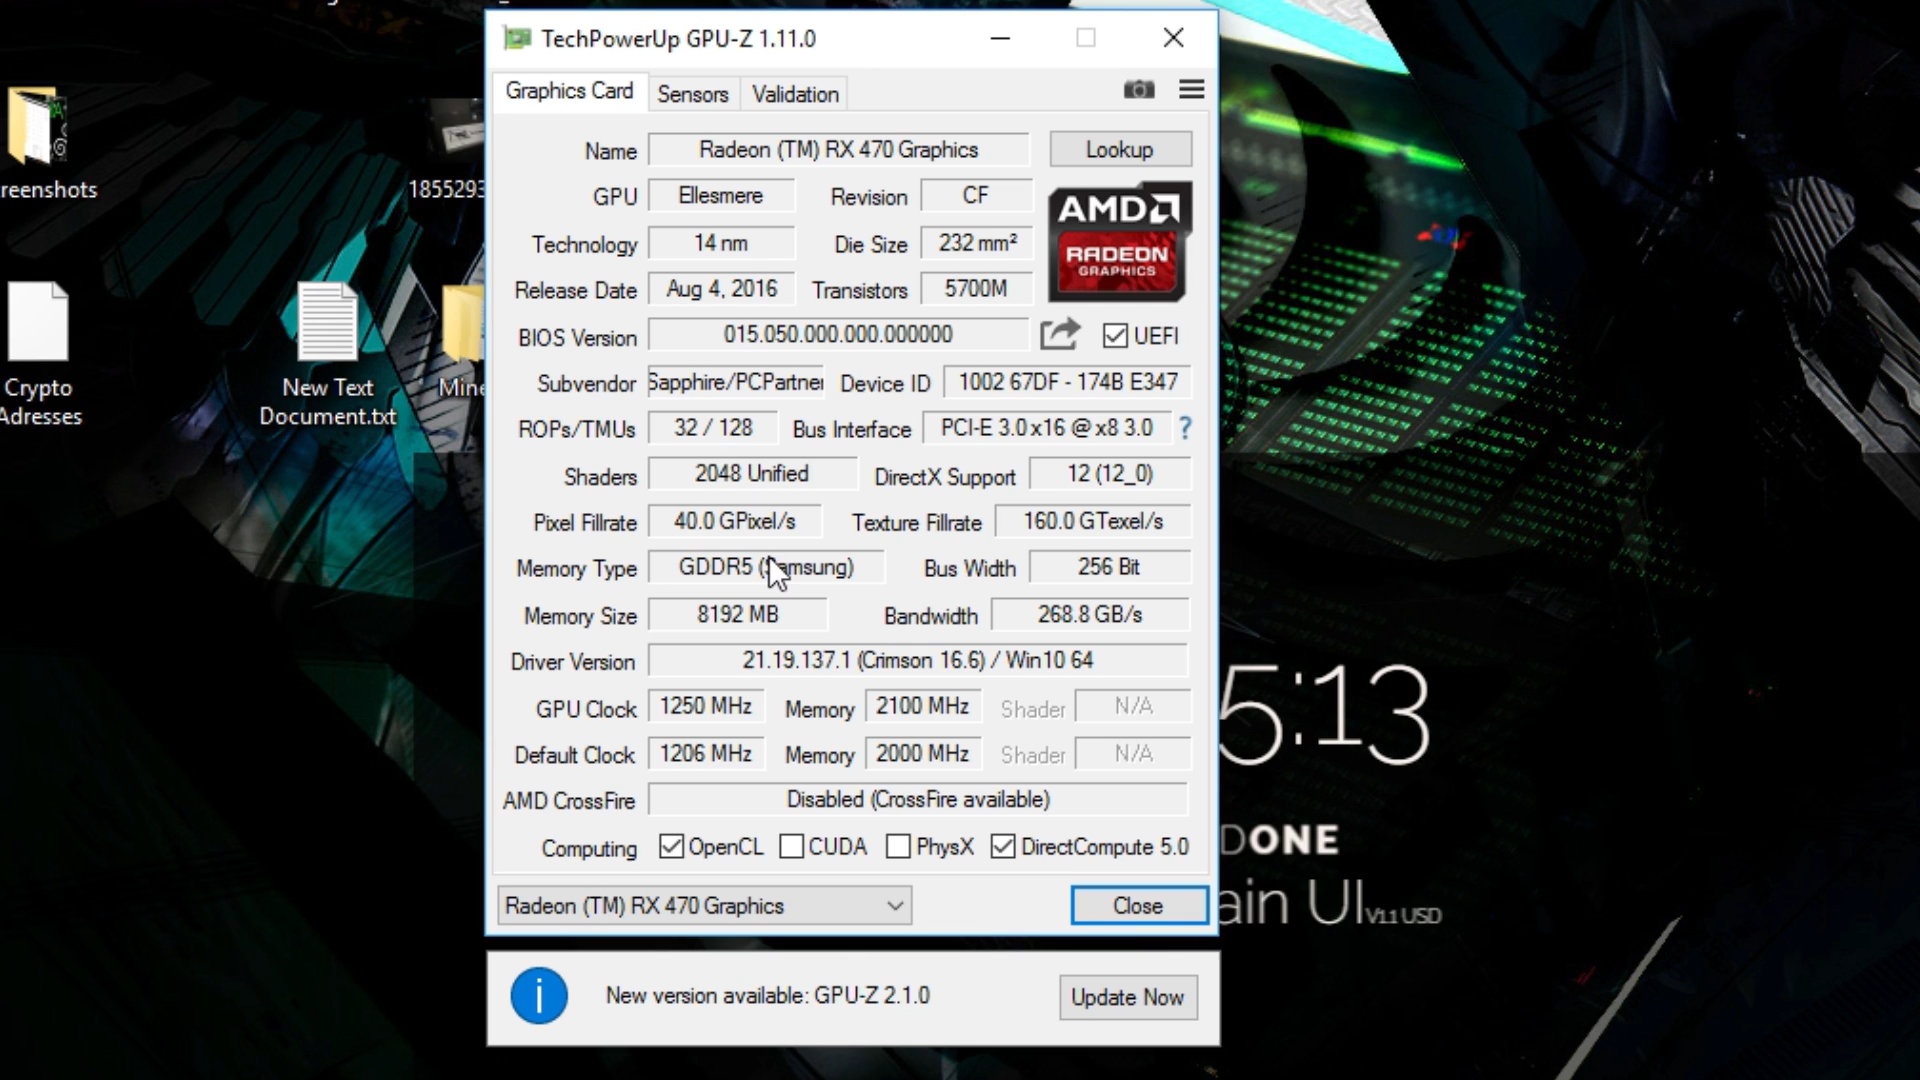 TechPowerUp GPU-Z 1.11.0
Graphics Card Sensors Validation
Name Radeon (TM) RX 470 Graphics Lookup
GPU Ellesmere Revision CF
AMD
RADEON
GRAPHICS
Technology 14 nm Die Size 232 mm²
Release Date Aug 4, 2016 Transistors 5700M
BIOS Version 015.050.000.000.000000 UEFI
Subvendor Sapphire/PCPartner Device ID 1002 67DF - 174B E347
ROPs/TMUs 32 / 128 Bus Interface PCI-E 3.0 x16 @ x8 3.0 ?
Shaders 2048 Unified DirectX Support 12 (12_0)
Pixel Fillrate 40.0 GPixel/s Texture Fillrate 160.0 GTexel/s
Memory Type GDDR5 (Samsung) Bus Width 256 Bit
Memory Size 8192 MB Bandwidth 268.8 GB/s
Driver Version 21.19.137.1 (Crimson 16.6) / Win10 64
GPU Clock 1250 MHz Memory 2100 MHz Shader N/A
Default Clock 1206 MHz Memory 2000 MHz Shader N/A
AMD CrossFire Disabled (CrossFire available)
Computing OpenCL CUDA PhysX DirectCompute 5.0
Radeon (TM) RX 470 Graphics Close
New version available: GPU-Z 2.1.0 Update Now
reenshots
1855293
Crypto
Adresses
New Text
Document.txt
Mine
5:13
DONE
ain UI V1.1 USD